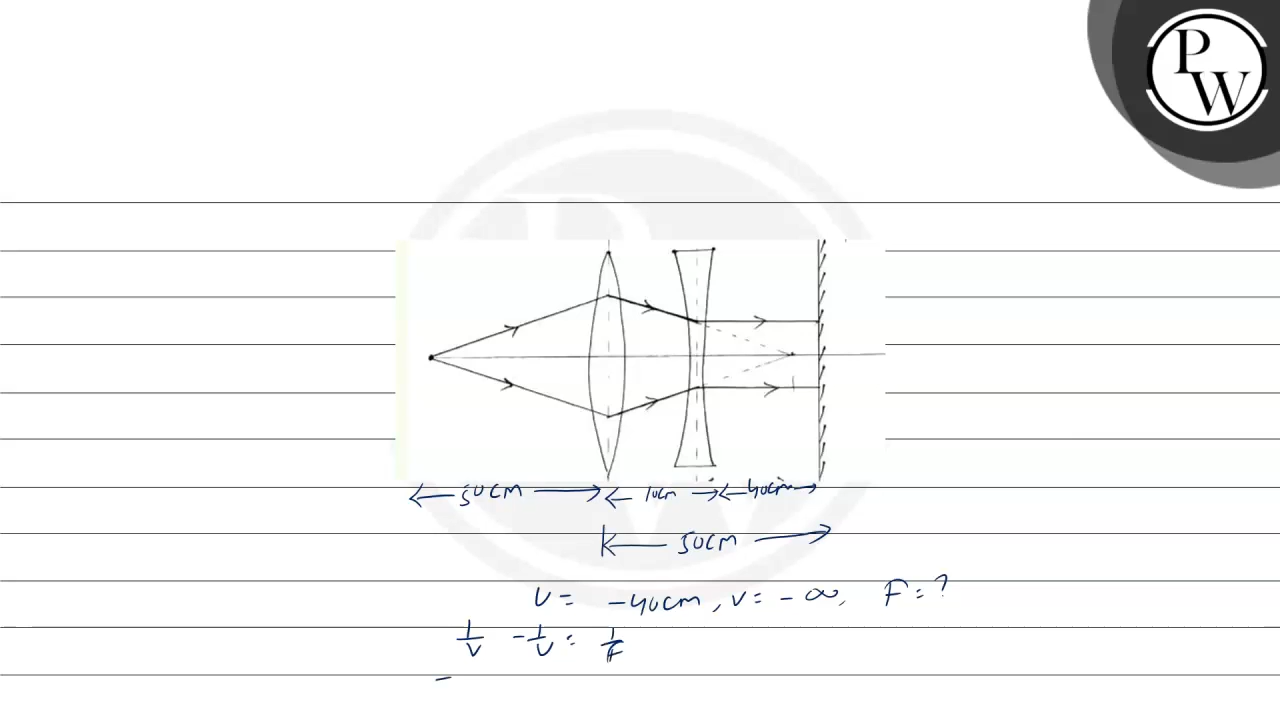 P
W
50cm 10cm 40cm
50cm
U = -40cm, V = -∞, F = ?
1/V - 1/U = 1/F
=